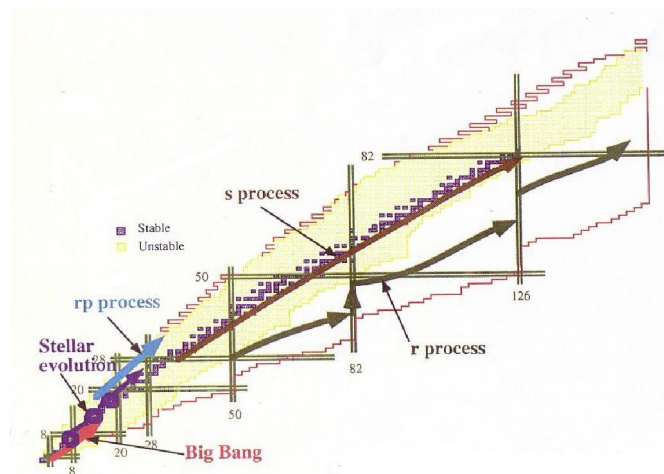 82
s process
Stable
Unstable
50
rp process
126
r process
Stellar
evolution
28
82
20
50
8
28
20
Big Bang
8